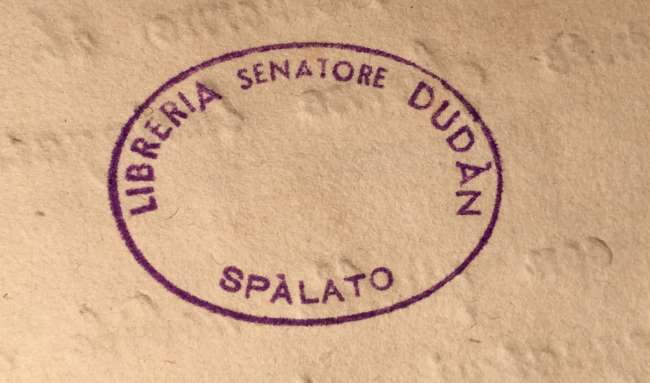 LIBRERIA SENATORE DUDÀN
SPÀLATO